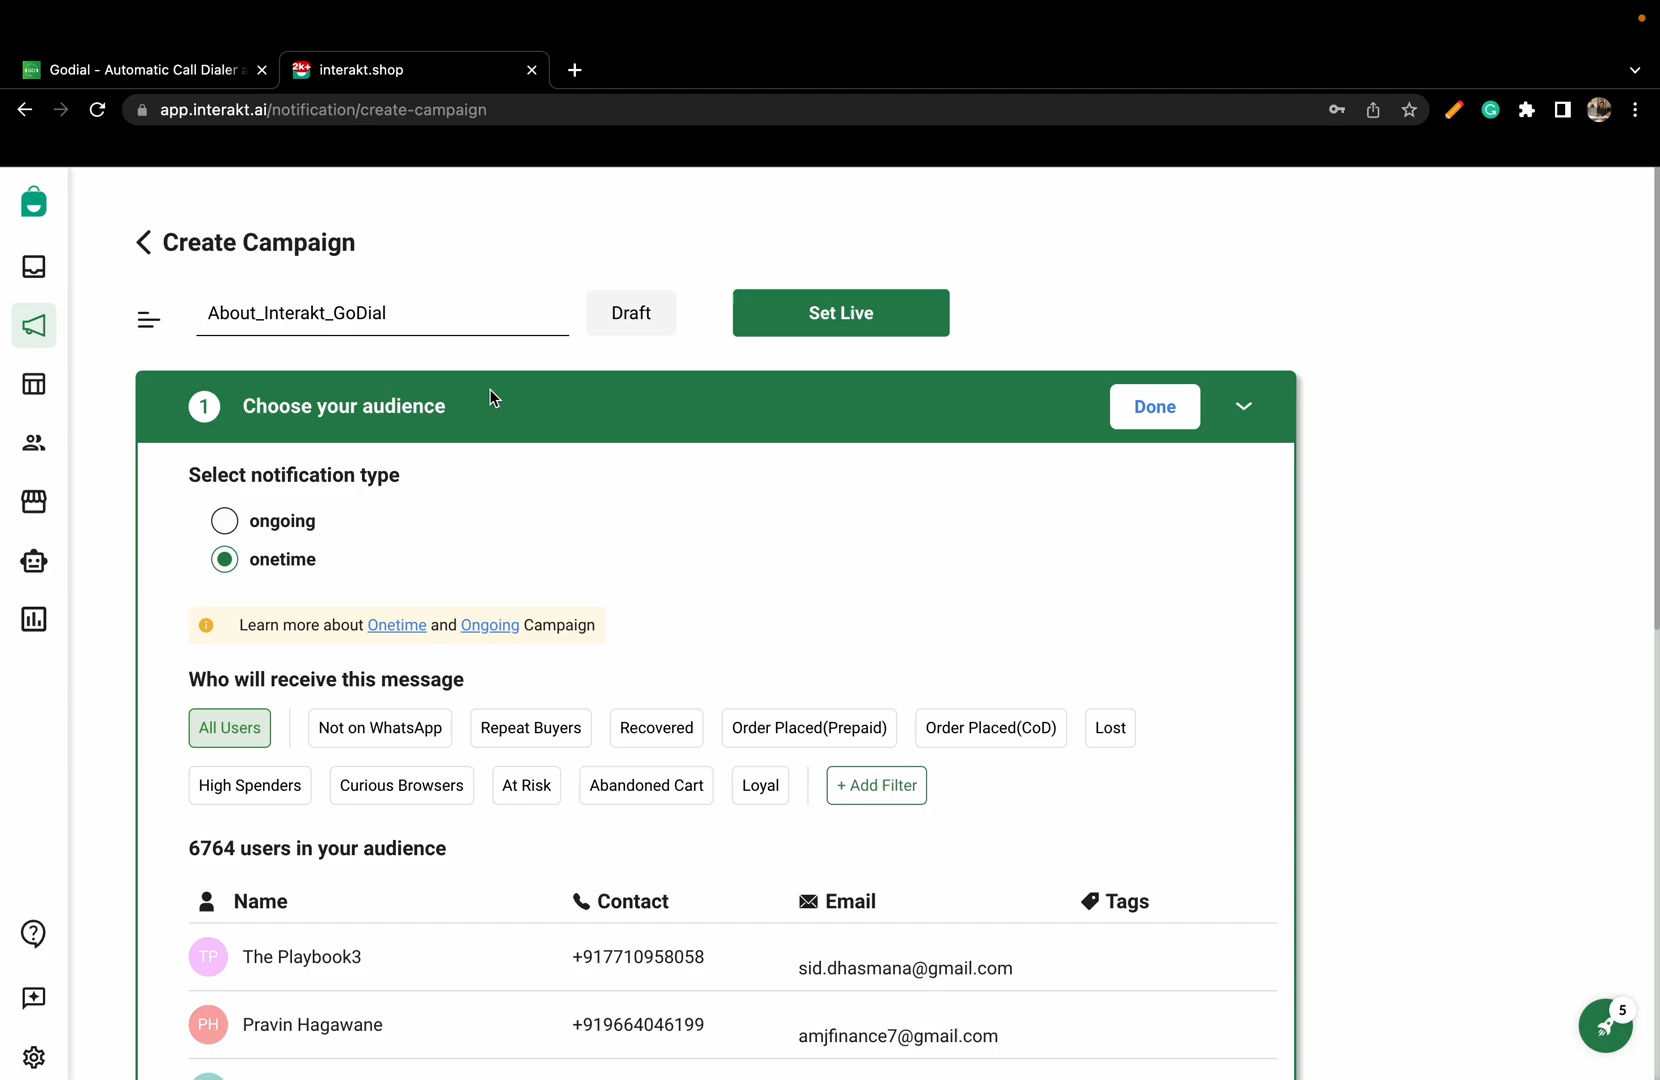 Godial - Automatic Call Dialer a
2k+
interakt.shop
app.interakt.ai/notification/create-campaign
Create Campaign
About_Interakt_GoDial
Draft
Set Live
1
Choose your audience
Done
Select notification type
ongoing
onetime
Learn more about Onetime and Ongoing Campaign
Who will receive this message
All Users
Not on WhatsApp
Repeat Buyers
Recovered
Order Placed(Prepaid)
Order Placed(CoD)
Lost
High Spenders
Curious Browsers
At Risk
Abandoned Cart
Loyal
+ Add Filter
6764 users in your audience
Name
Contact
Email
Tags
TP
The Playbook3
+917710958058
sid.dhasmana@gmail.com
PH
Pravin Hagawane
+919664046199
amjfinance7@gmail.com
5